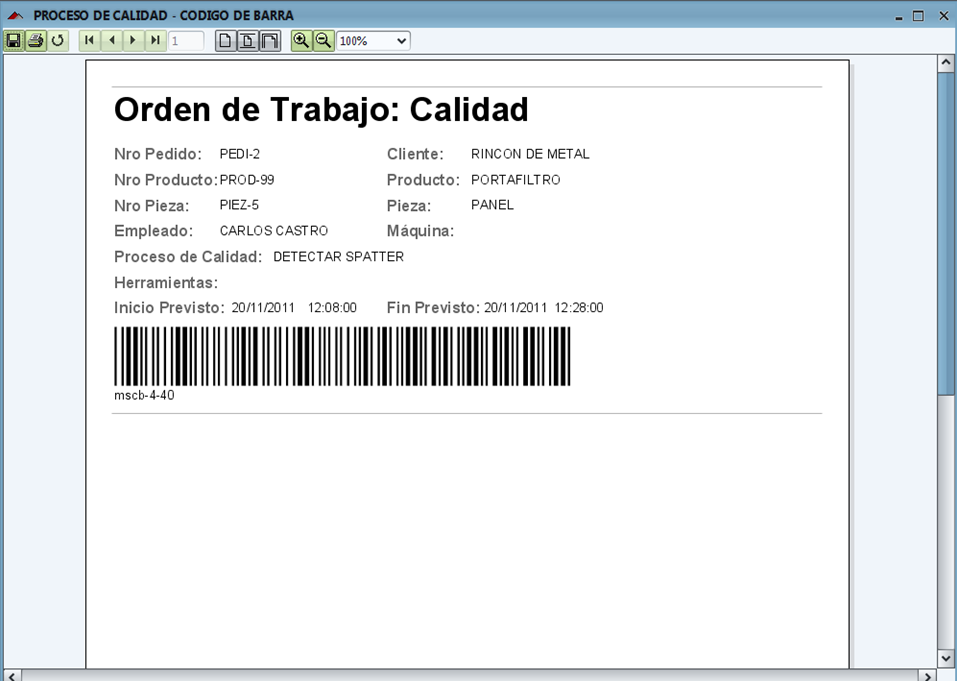 PROCESO DE CALIDAD - CODIGO DE BARRA
1 100%
Orden de Trabajo: Calidad
Nro Pedido: PEDI-2 Cliente: RINCON DE METAL
Nro Producto: PROD-99 Producto: PORTAFILTRO
Nro Pieza: PIEZ-5 Pieza: PANEL
Empleado: CARLOS CASTRO Máquina:
Proceso de Calidad: DETECTAR SPATTER
Herramientas:
Inicio Previsto: 20/11/2011 12:08:00 Fin Previsto: 20/11/2011 12:28:00
mscb-4-40